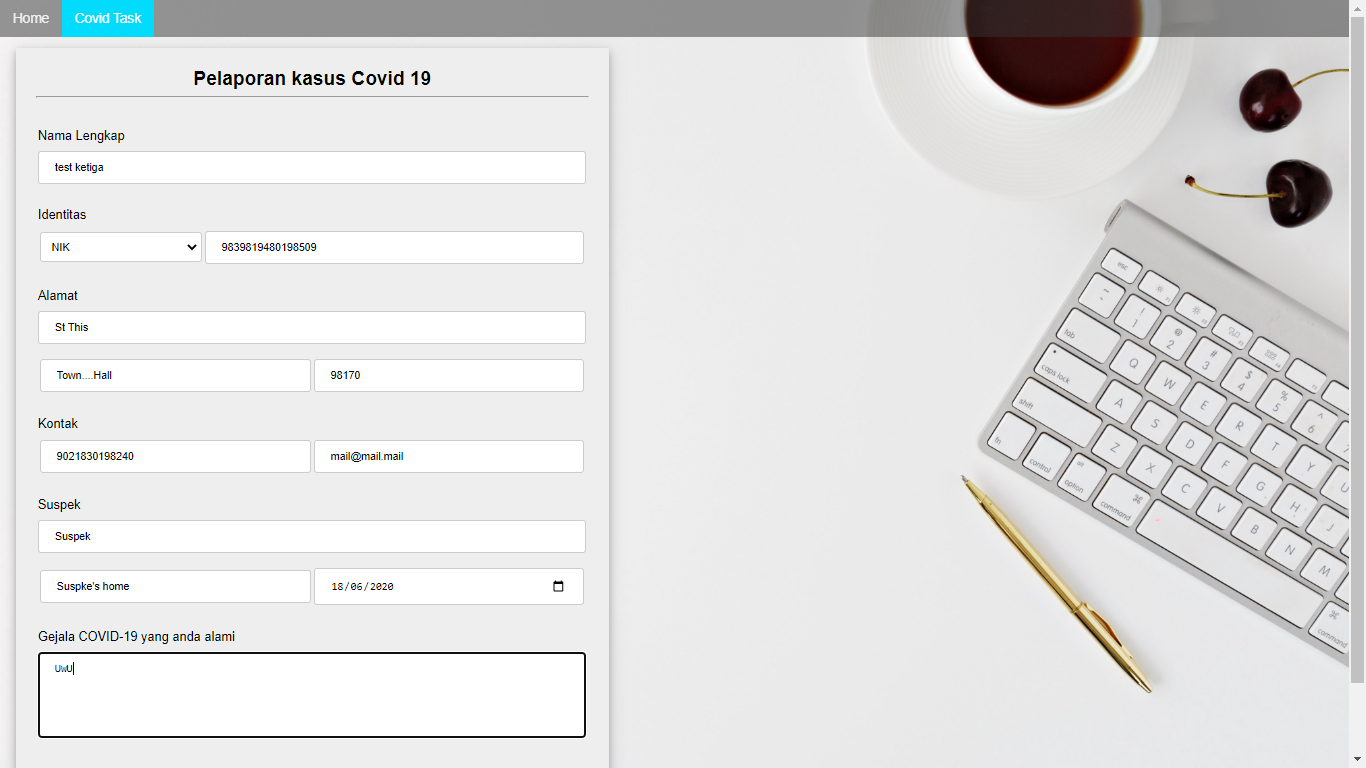 Home Covid Task
Pelaporan kasus Covid 19
Nama Lengkap
test ketiga
Identitas
NIK 9839819480198509
Alamat
St This
Town....Hall 98170
Kontak
9021830198240 mail@mail.mail
Suspek
Suspek
Suspke's home 18/06/2020
Gejala COVID-19 yang anda alami
UwU
esc
! 1
@ 2
# 3
$ 4
% 5
^ 6
tab Q W E R T Y U
caps lock A S D F G H J
shift Z X C V B N M
fn control option command command